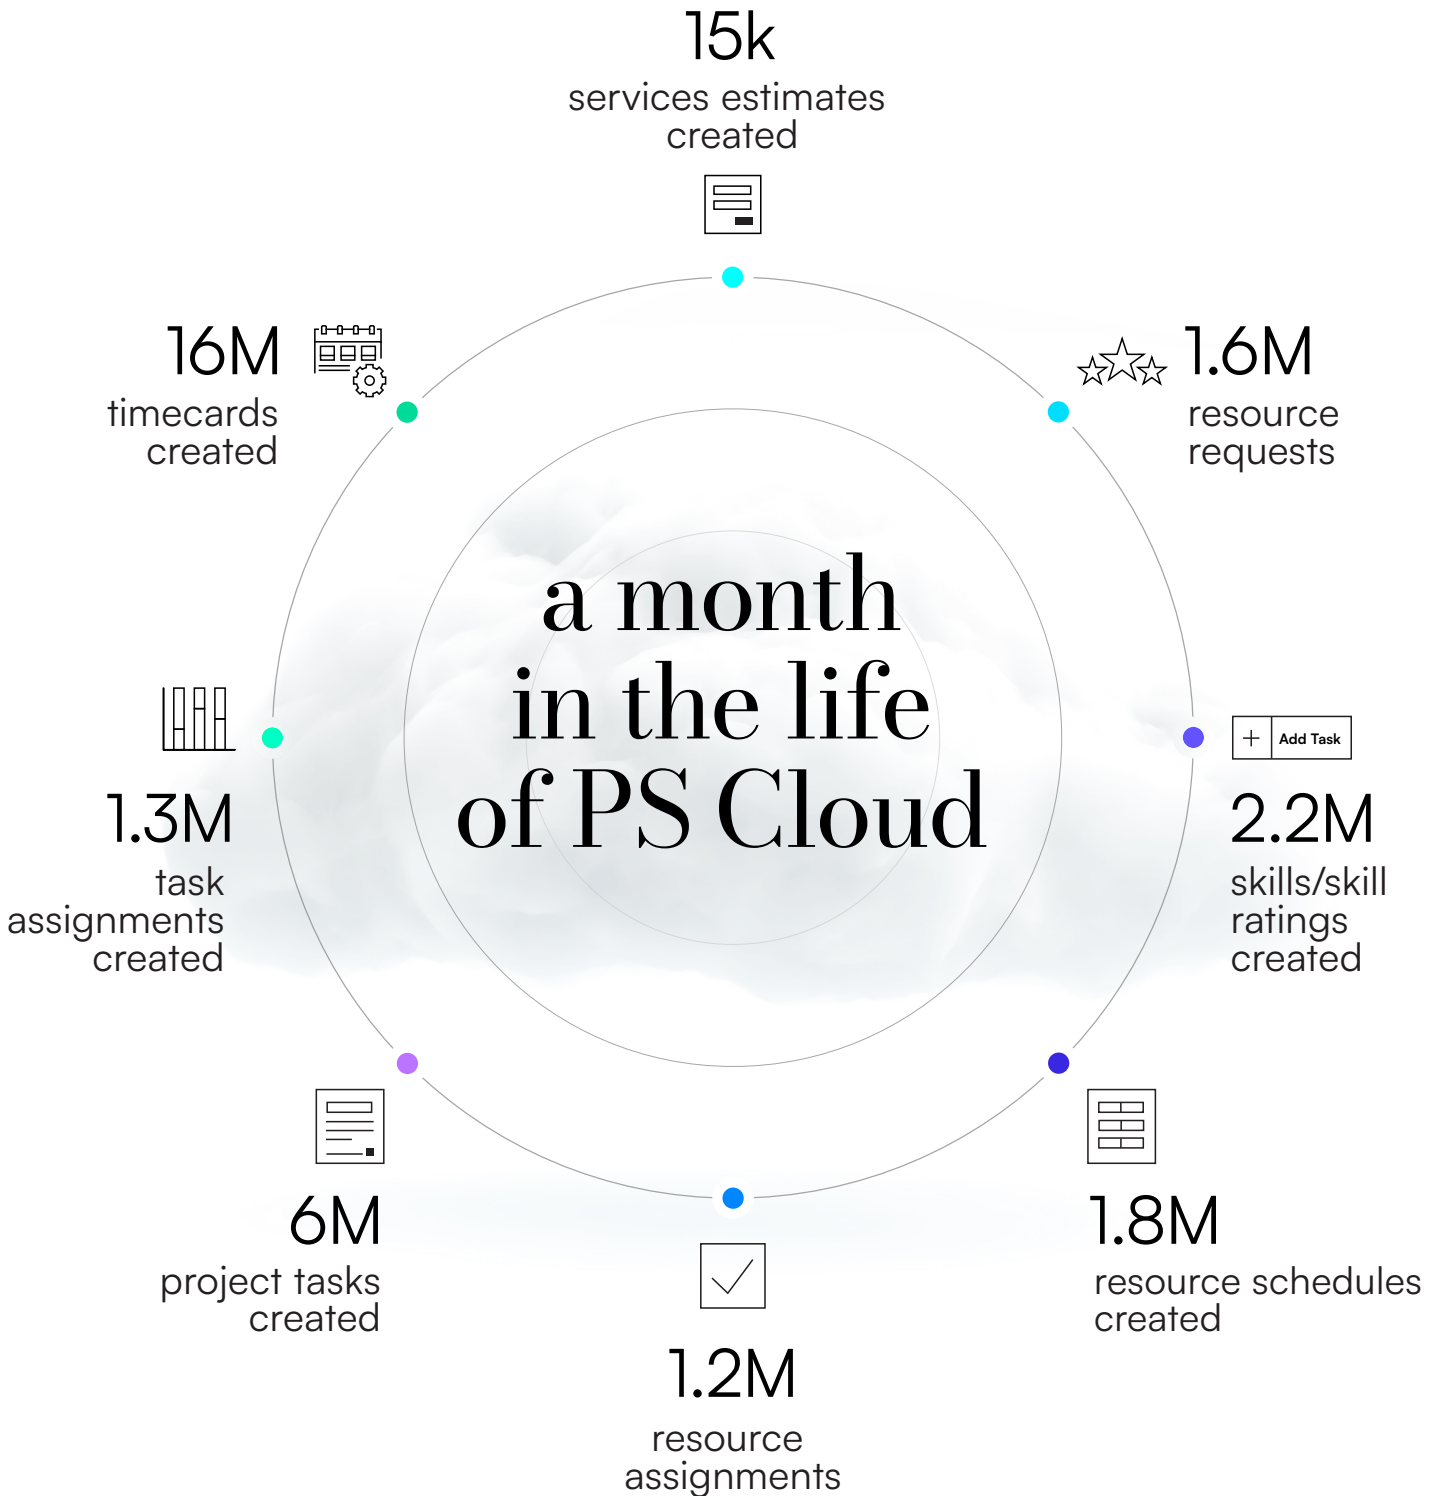 15k
services estimates
created
1.6M
resource
requests
Add Task
2.2M
skills/skill
ratings
created
1.8M
resource schedules
created
1.2M
resource
assignments
6M
project tasks
created
1.3M
task
assignments
created
16M
timecards
created
a month
in the life
of PS Cloud